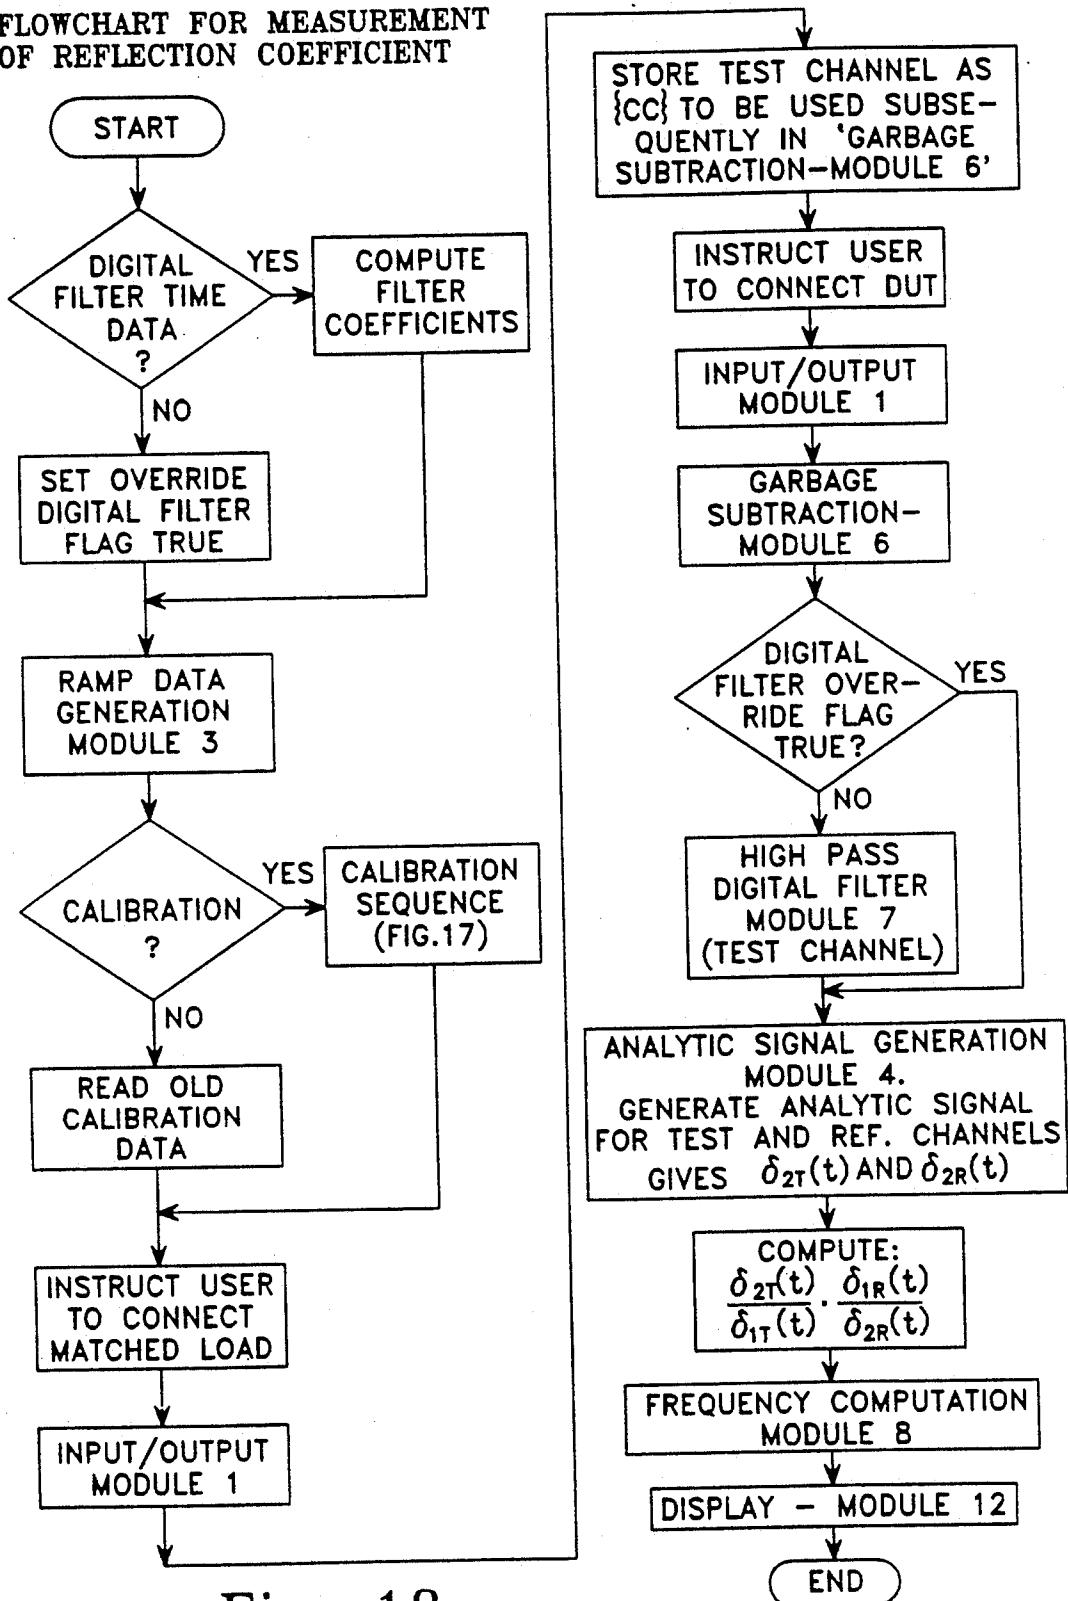 FLOWCHART FOR MEASUREMENT
OF REFLECTION COEFFICIENT
START
DIGITAL
FILTER TIME
DATA
?
YES
COMPUTE
FILTER
COEFFICIENTS
NO
SET OVERRIDE
DIGITAL FILTER
FLAG TRUE
RAMP DATA
GENERATION
MODULE 3
CALIBRATION
?
YES
CALIBRATION
SEQUENCE
(FIG.17)
NO
READ OLD
CALIBRATION
DATA
INSTRUCT USER
TO CONNECT
MATCHED LOAD
INPUT/OUTPUT
MODULE 1
STORE TEST CHANNEL AS
{CC} TO BE USED SUBSE-
QUENTLY IN 'GARBAGE
SUBTRACTION-MODULE 6'
INSTRUCT USER
TO CONNECT DUT
INPUT/OUTPUT
MODULE 1
GARBAGE
SUBTRACTION-
MODULE 6
DIGITAL
FILTER OVER-
RIDE FLAG
TRUE?
YES
NO
HIGH PASS
DIGITAL FILTER
MODULE 7
(TEST CHANNEL)
ANALYTIC SIGNAL GENERATION
MODULE 4.
GENERATE ANALYTIC SIGNAL
FOR TEST AND REF. CHANNELS
GIVES δ2T(t) AND δ2R(t)
COMPUTE:
δ2T(t) . δ1R(t)
δ1T(t) δ2R(t)
FREQUENCY COMPUTATION
MODULE 8
DISPLAY - MODULE 12
END